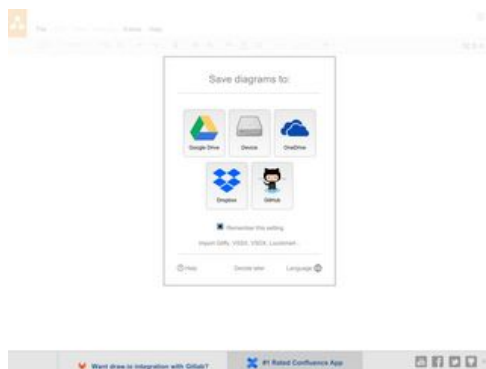 File
Extras Help
Save diagrams to:
Google Drive
Device
OneDrive
Dropbox
GitHub
Remember this setting
Import Gliffy, VSSX, VSDX, Lucidchart...
Help
Decide later
Language
Want draw.io integration with Gitlab?
#1 Rated Confluence App